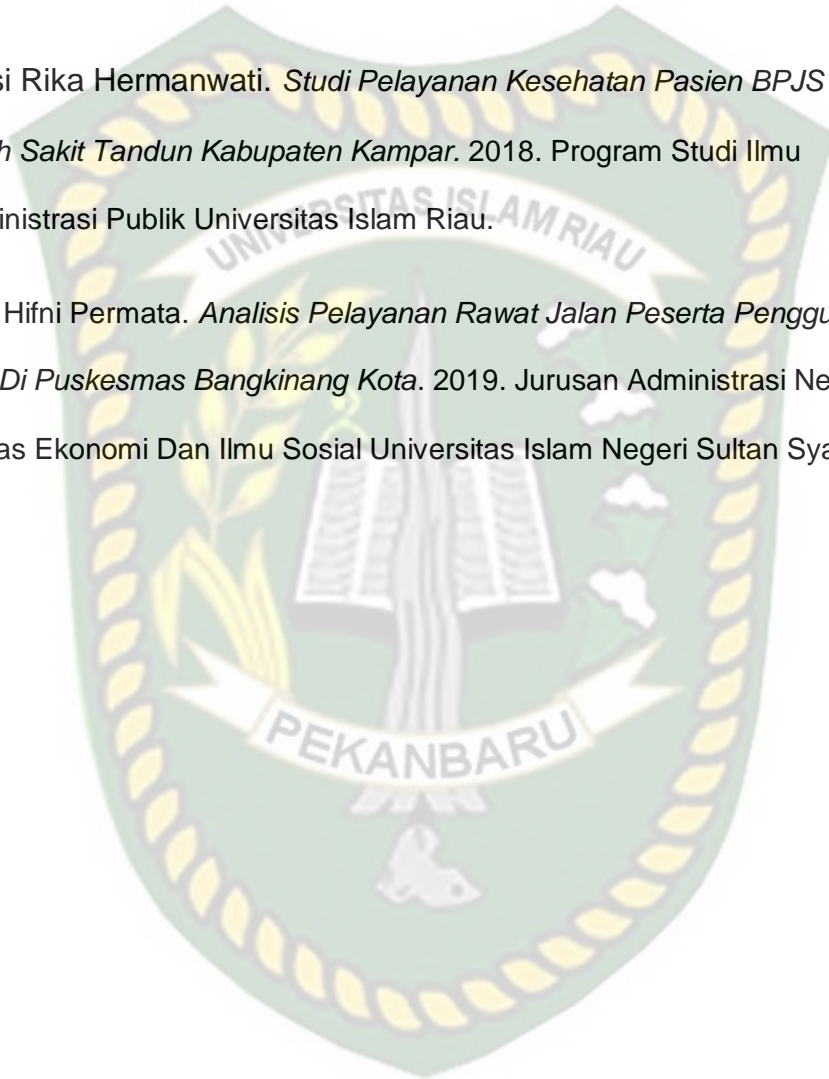 si Rika Hermanwati. Studi Pelayanan Kesehatan Pasien BPJS
h Sakit Tandun Kabupaten Kampar. 2018. Program Studi Ilmu
inistrasi Publik Universitas Islam Riau.
UNIVERSITAS ISLAM RIAU
Hifni Permata. Analisis Pelayanan Rawat Jalan Peserta Penggu
Di Puskesmas Bangkinang Kota. 2019. Jurusan Administrasi Ne
as Ekonomi Dan Ilmu Sosial Universitas Islam Negeri Sultan Sya
PEKANBARU